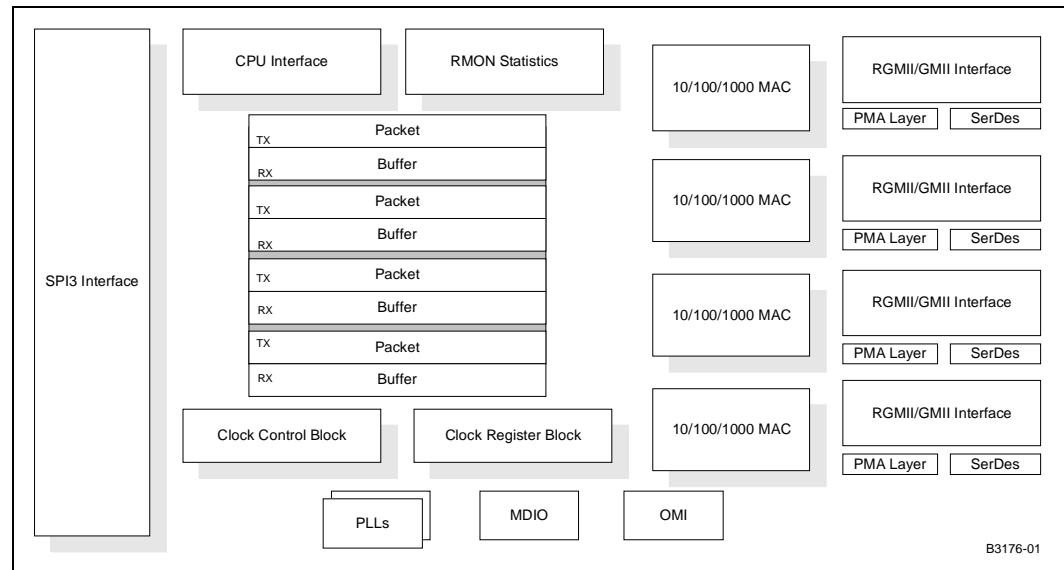 SPI3 Interface
CPU Interface
RMON Statistics
TX
Packet
RX
Buffer
TX
Packet
RX
Buffer
TX
Packet
RX
Buffer
TX
Packet
RX
Buffer
Clock Control Block
Clock Register Block
PLLs
MDIO
OMI
10/100/1000 MAC
RGMII/GMII Interface
PMA Layer
SerDes
10/100/1000 MAC
RGMII/GMII Interface
PMA Layer
SerDes
10/100/1000 MAC
RGMII/GMII Interface
PMA Layer
SerDes
10/100/1000 MAC
RGMII/GMII Interface
PMA Layer
SerDes
B3176-01